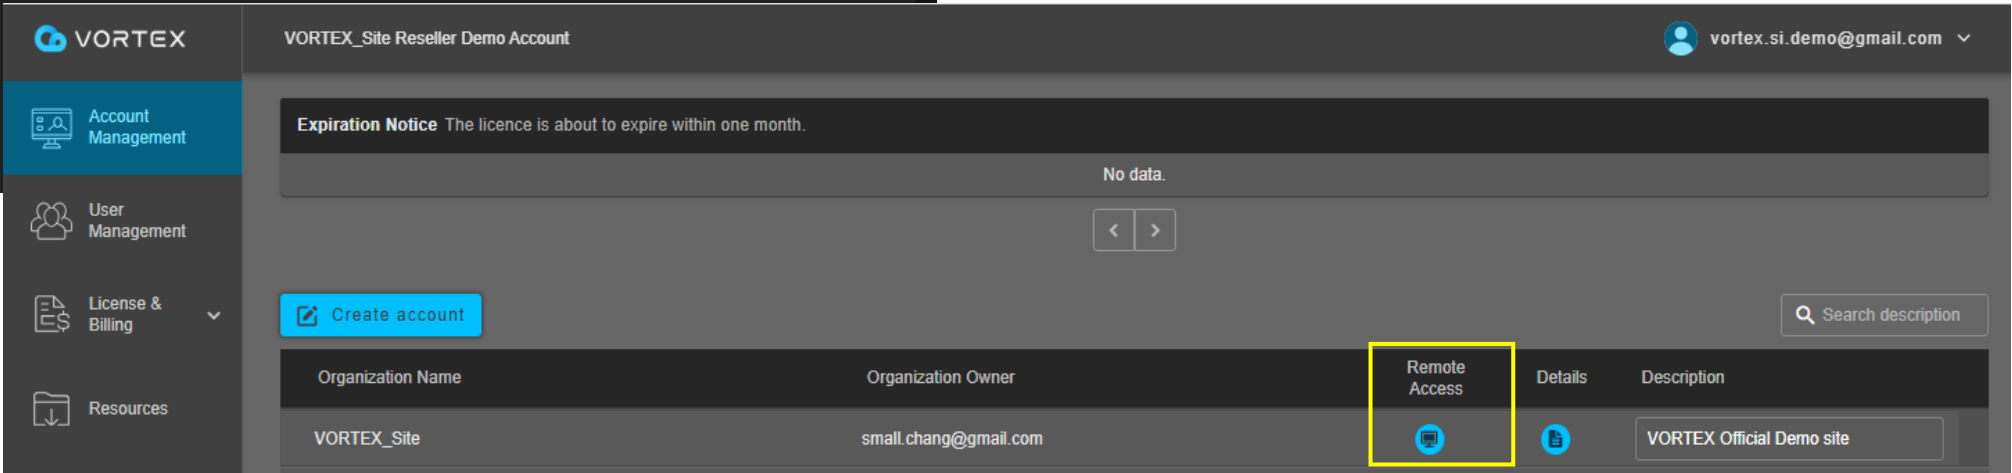 VORTEX
VORTEX_Site Reseller Demo Account
vortex.si.demo@gmail.com
Account
Management
User
Management
License &
Billing
Resources
Expiration Notice The licence is about to expire within one month.
No data.
Create account
Search description
Organization Name
Organization Owner
Remote
Access
Details
Description
VORTEX_Site
small.chang@gmail.com
VORTEX Official Demo site